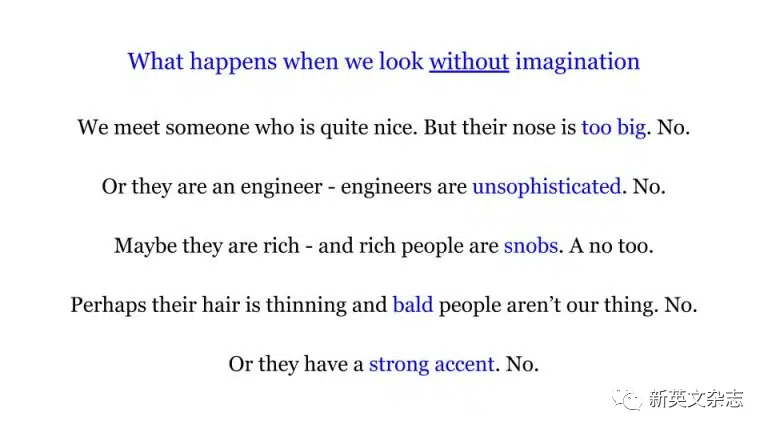 What happens when we look without imagination
We meet someone who is quite nice. But their nose is too big. No.
Or they are an engineer - engineers are unsophisticated. No.
Maybe they are rich - and rich people are snobs. A no too.
Perhaps their hair is thinning and bald people aren’t our thing. No.
Or they have a strong accent. No.
新英文杂志